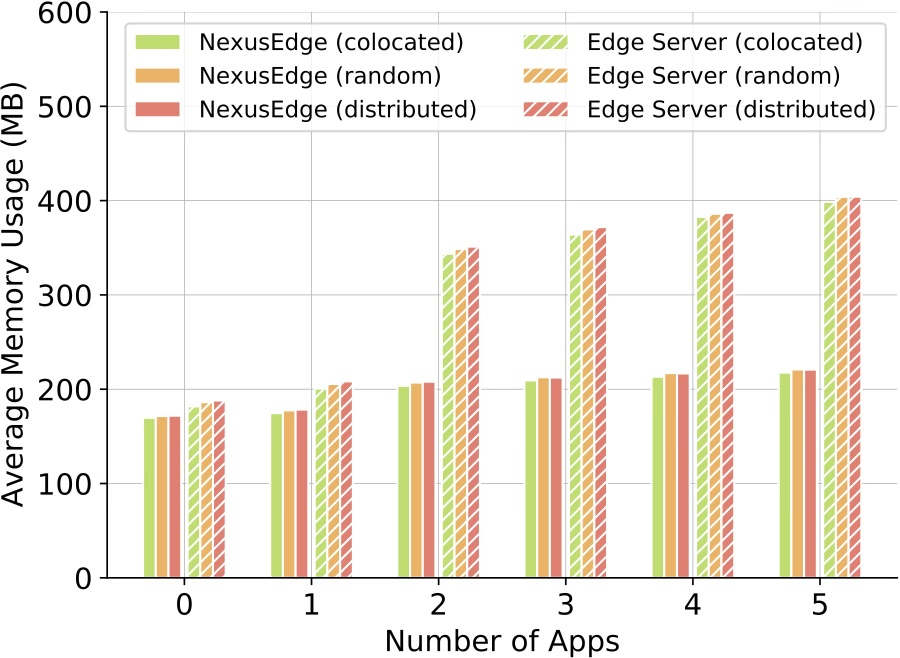 600
500
400
300
200
100
0
Average Memory Usage (MB)
NexusEdge (colocated)
NexusEdge (random)
NexusEdge (distributed)
Edge Server (colocated)
Edge Server (random)
Edge Server (distributed)
0 1 2 3 4 5
Number of Apps